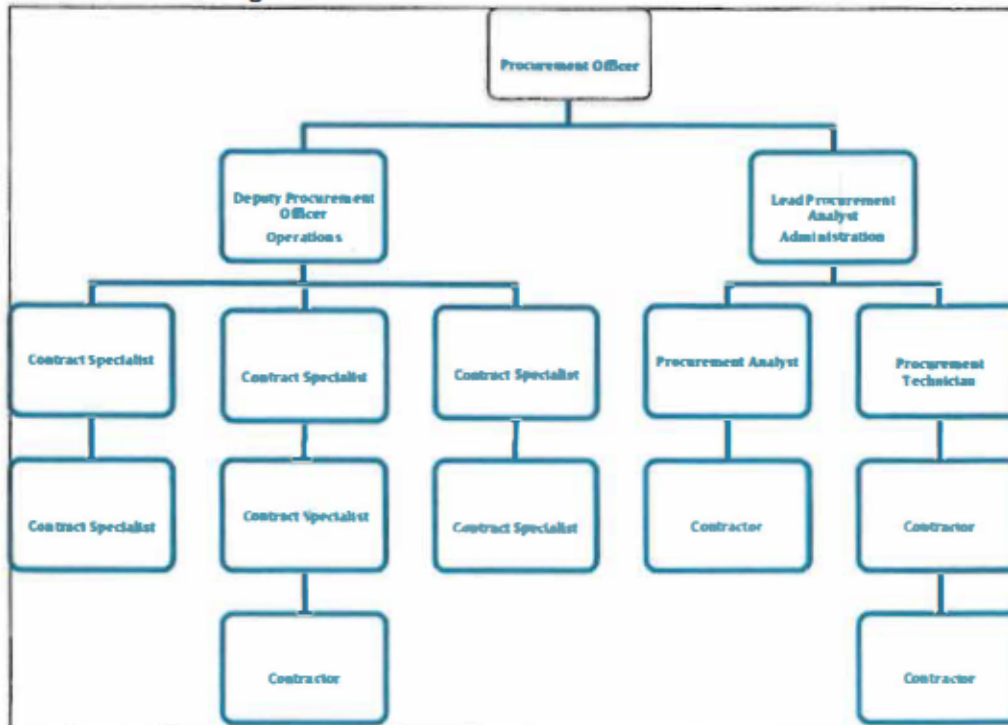 Procurement Officer
Deputy Procurement
Officer
Operations
Lead Procurement
Analyst
Administration
Contract Specialist
Contract Specialist
Contract Specialist
Procurement Analyst
Procurement
Technician
Contract Specialist
Contract Specialist
Contract Specialist
Contractor
Contractor
Contractor
Contractor